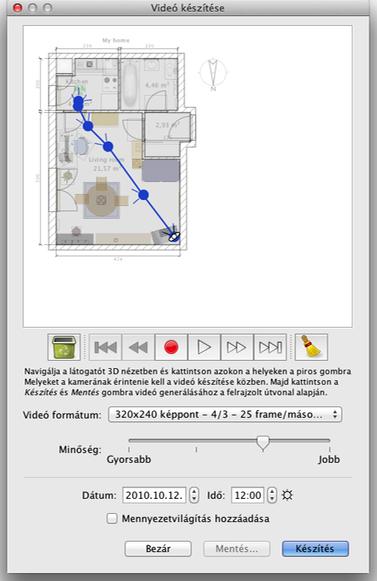 Videó készítése
My home
4,46 m²
kitchen
N
2,93 m²
Living room
21,57 m²
424
Navigálja a látogatót 3D nézetben és kattintson azokon a helyeken a piros gombra
Melyeket a kamerának érintenie kell a videó készítése közben. Majd kattintson a
Készítés és Mentés gombra videó generálásához a felrajzolt útvonal alapján.
Videó formátum: 320x240 képpont - 4/3 - 25 frame/máso...
Minőség:
Gyorsabb Jobb
Dátum: 2010.10.12. Idő: 12:00
Mennyezetvilágítás hozzáadása
Bezár Mentés... Készítés